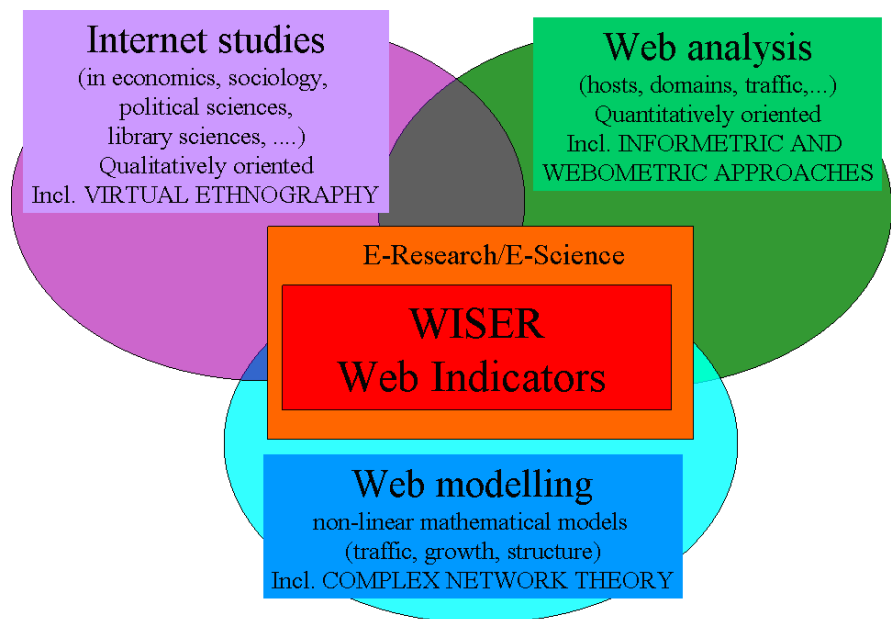 Internet studies
(in economics, sociology,
political sciences,
library sciences, ....)
Qualitatively oriented
Incl. VIRTUAL ETHNOGRAPHY
Web analysis
(hosts, domains, traffic,...)
Quantitatively oriented
Incl. INFORMETRIC AND
WEBOMETRIC APPROACHES
E-Research/E-Science
WISER
Web Indicators
Web modelling
non-linear mathematical models
(traffic, growth, structure)
Incl. COMPLEX NETWORK THEORY